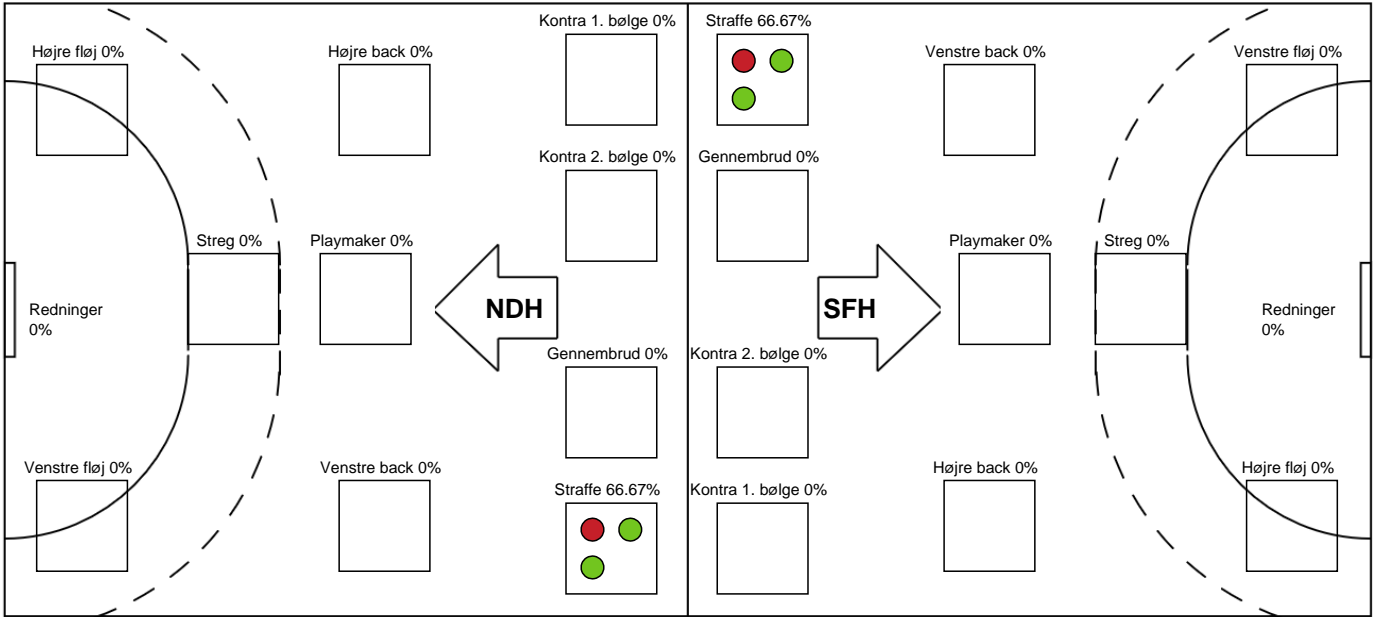 Kontra 1. bølge 0%
Straffe 66.67%
Højre fløj 0%
Højre back 0%
Venstre back 0%
Venstre fløj 0%
Kontra 2. bølge 0%
Gennembrud 0%
Streg 0%
Playmaker 0%
Playmaker 0%
Streg 0%
Redninger
0%
NDH
SFH
Redninger
0%
Gennembrud 0%
Kontra 2. bølge 0%
Venstre fløj 0%
Venstre back 0%
Højre back 0%
Højre fløj 0%
Straffe 66.67%
Kontra 1. bølge 0%